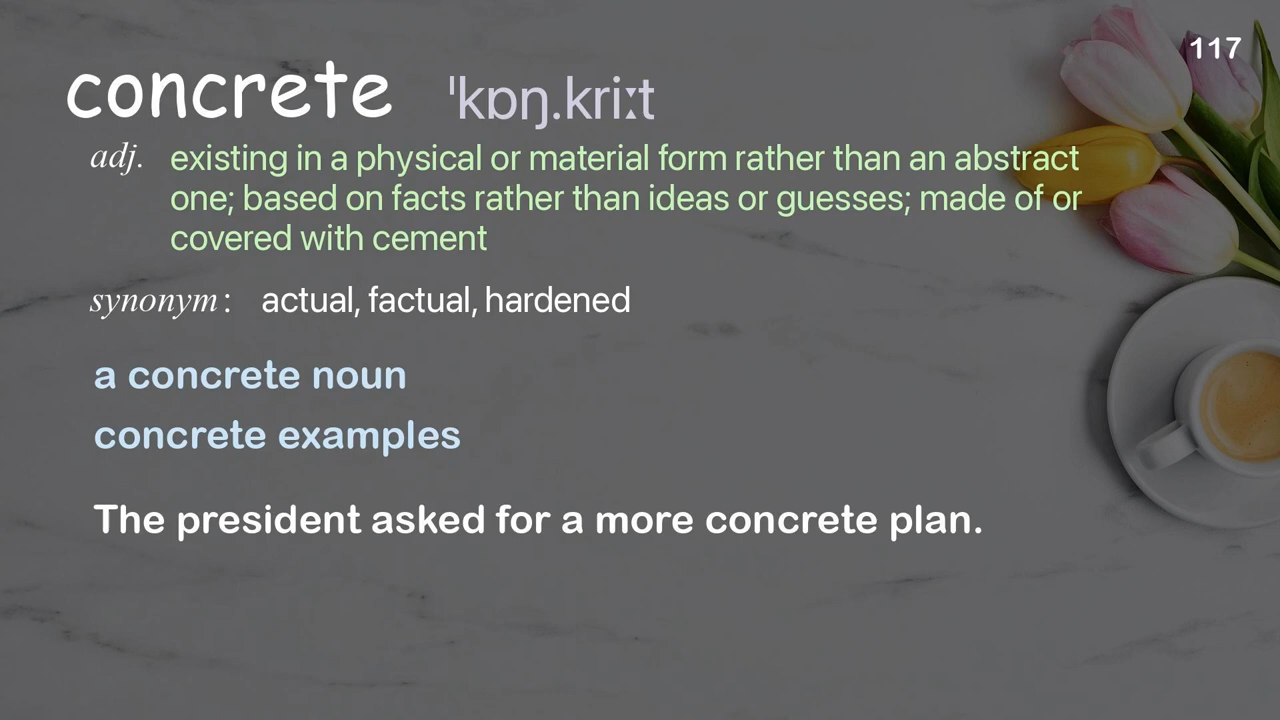 117
concrete ˈkɒŋ.kriːt
adj. existing in a physical or material form rather than an abstract
one; based on facts rather than ideas or guesses; made of or
covered with cement
synonym : actual, factual, hardened
a concrete noun
concrete examples
The president asked for a more concrete plan.